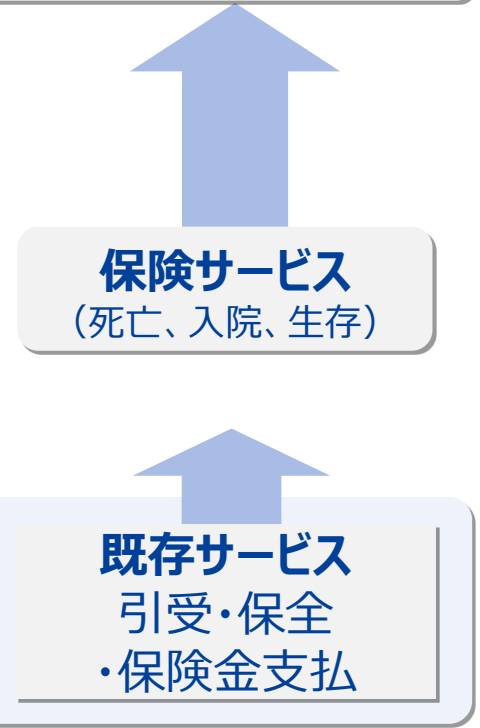 保険サービス
（死亡、入院、生存）
既存サービス
引受・保全
・保険金支払